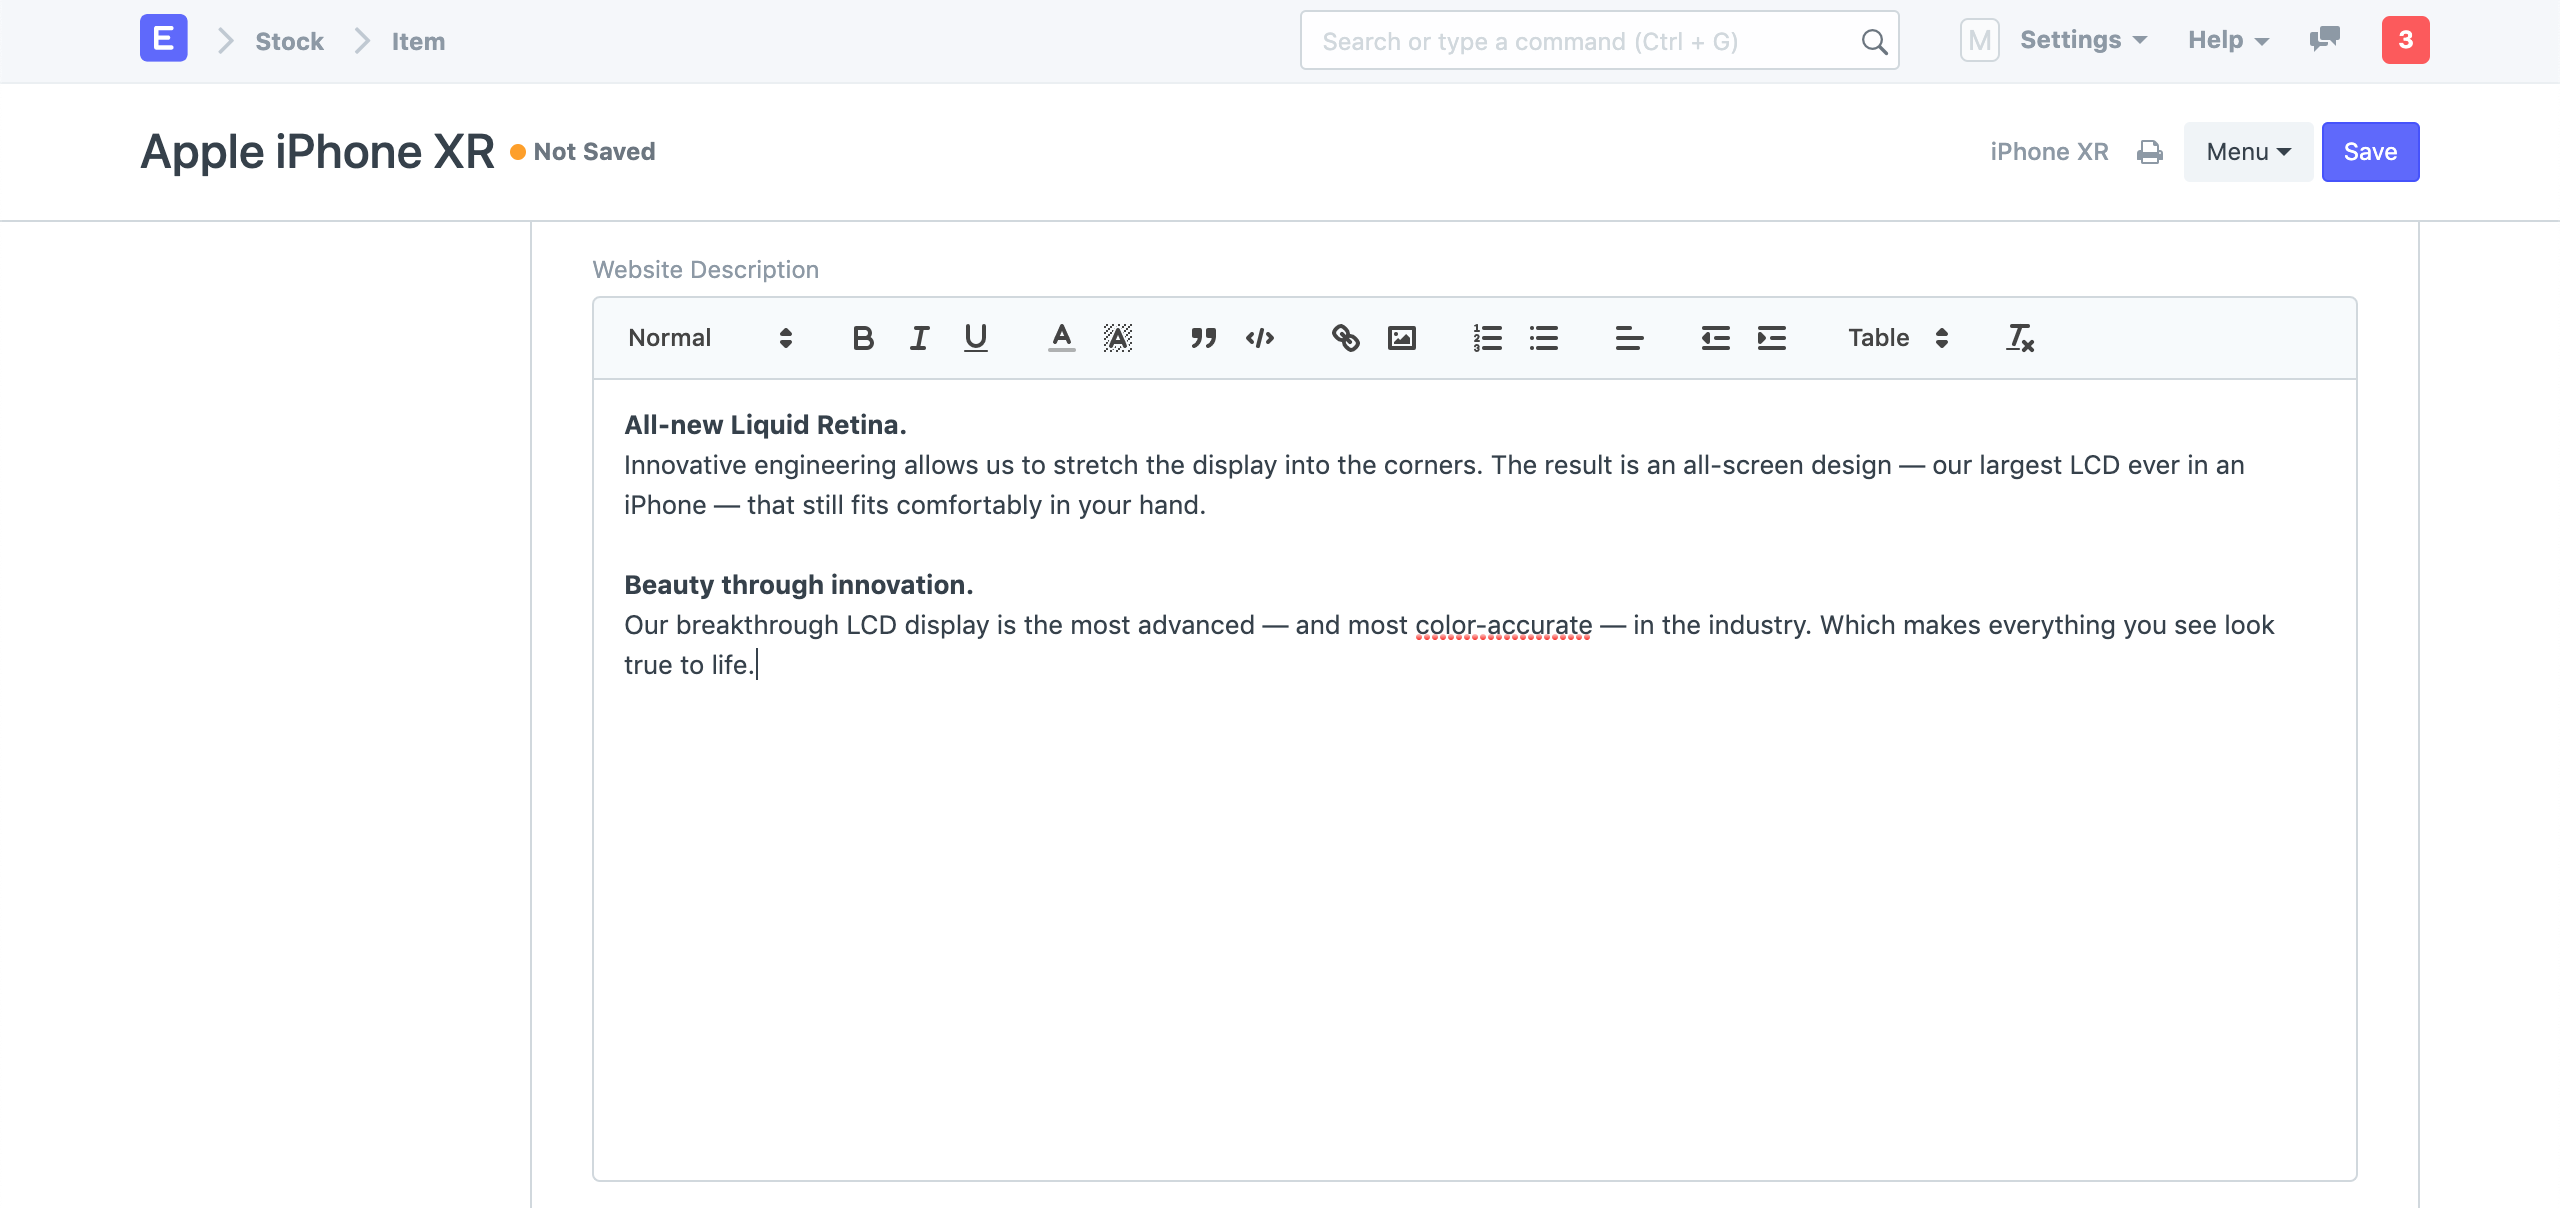 E Stock Item Search or type a command (Ctrl + G) M Settings Help 3
Apple iPhone XR Not Saved iPhone XR Menu Save
Website Description
Normal B I U A A Table
All-new Liquid Retina.
Innovative engineering allows us to stretch the display into the corners. The result is an all-screen design — our largest LCD ever in an
iPhone — that still fits comfortably in your hand.
Beauty through innovation.
Our breakthrough LCD display is the most advanced — and most color-accurate — in the industry. Which makes everything you see look
true to life.